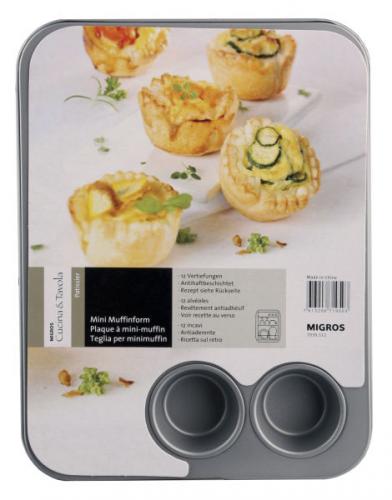 MIGROS
Cucina & Tavola
Patissier
Mini Muffinform
Plaque à mini-muffin
Teglia per minimuffin
· 12 Vertiefungen
Antihaftbeschichtet
Rezept siehe Rückseite
· 12 alvéoles
Revêtement antiadhésif
Voir recette au verso
· 12 incavi
Antiaderente
Ricetta sul retro
Made in China
MIGROS